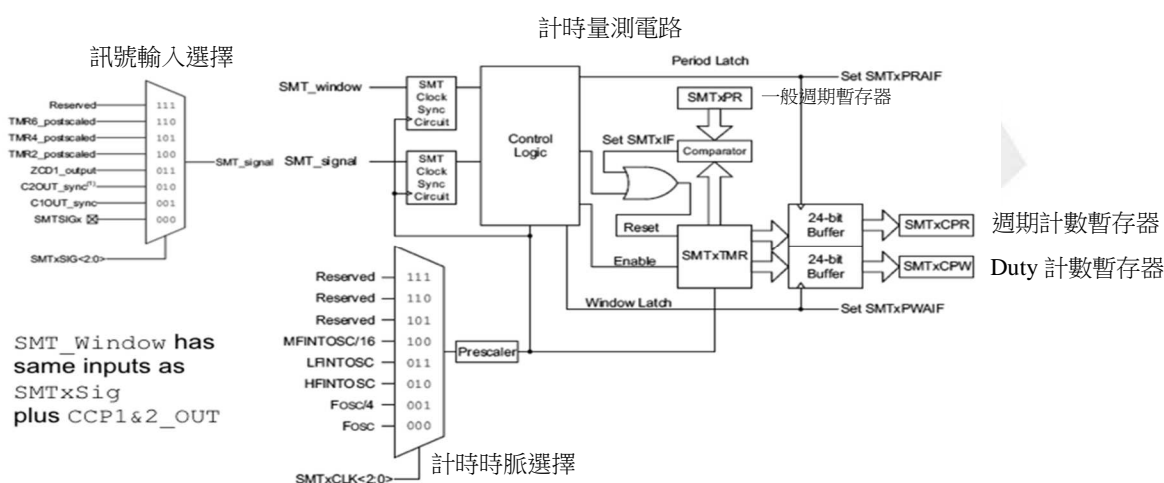 計時量測電路
訊號輸入選擇
Reserved 111
TMR6_postscaled 110
TMR4_postscaled 101
TMR2_postscaled 100
ZCD1_output 011
C2OUT_sync(1) 010
C1OUT_sync 001
SMTSIGx 000
SMT_signal
SMTxSIG<2:0>
SMT_window
SMT_signal
SMT
Clock
Sync
Circuit
SMT
Clock
Sync
Circuit
Control
Logic
Period Latch
Set SMTxPRAIF
SMTxPR
一般週期暫存器
Set SMTxIF
Comparator
Reset
Enable
SMTxTMR
24-bit
Buffer
24-bit
Buffer
SMTxCPR
週期計數暫存器
SMTxCPW
Duty 計數暫存器
Window Latch
Set SMTxPWAIF
Reserved 111
Reserved 110
Reserved 101
MFINTOSC/16 100
LFINTOSC 011
HFINTOSC 010
Fosc/4 001
Fosc 000
Prescaler
SMTxCLK<2:0>
計時時脈選擇
SMT_Window has
same inputs as
SMTxSig
plus CCP1&2_OUT